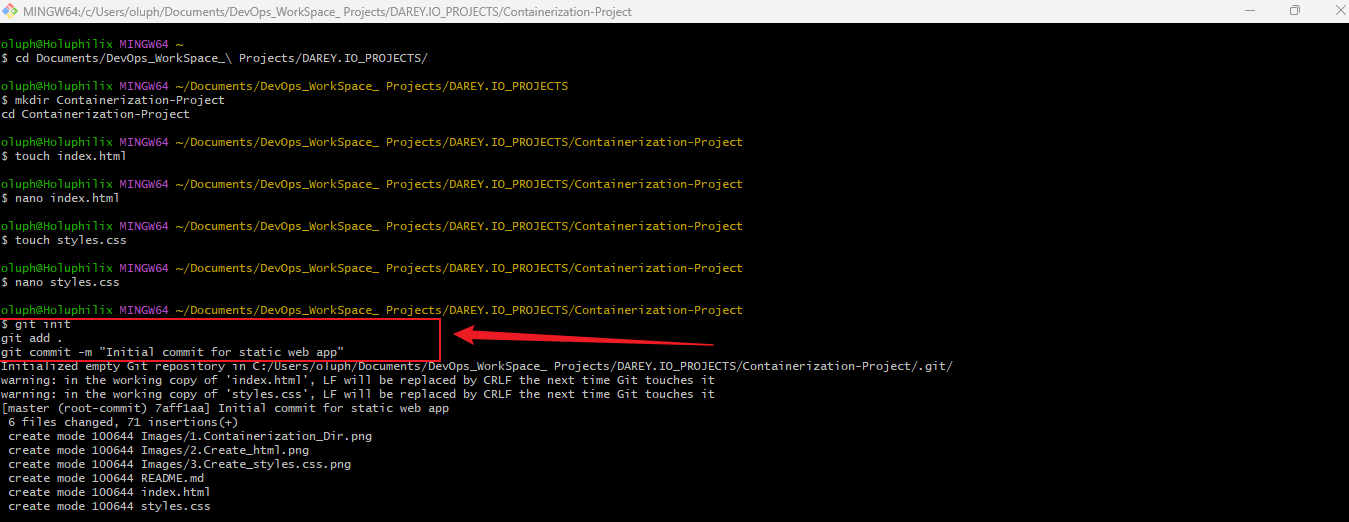 MINGW64:/c/Users/oluph/Documents/DevOps_WorkSpace_ Projects/DAREY.IO_PROJECTS/Containerization-Project
oluph@Holuphilix MINGW64 ~
$ cd Documents/DevOps_WorkSpace_\ Projects/DAREY.IO_PROJECTS/
oluph@Holuphilix MINGW64 ~/Documents/DevOps_WorkSpace_ Projects/DAREY.IO_PROJECTS
$ mkdir Containerization-Project
cd Containerization-Project
oluph@Holuphilix MINGW64 ~/Documents/DevOps_WorkSpace_ Projects/DAREY.IO_PROJECTS/Containerization-Project
$ touch index.html
oluph@Holuphilix MINGW64 ~/Documents/DevOps_WorkSpace_ Projects/DAREY.IO_PROJECTS/Containerization-Project
$ nano index.html
oluph@Holuphilix MINGW64 ~/Documents/DevOps_WorkSpace_ Projects/DAREY.IO_PROJECTS/Containerization-Project
$ touch styles.css
oluph@Holuphilix MINGW64 ~/Documents/DevOps_WorkSpace_ Projects/DAREY.IO_PROJECTS/Containerization-Project
$ nano styles.css
oluph@Holuphilix MINGW64 ~/Documents/DevOps_WorkSpace_ Projects/DAREY.IO_PROJECTS/Containerization-Project
$ git init
git add .
git commit -m "Initial commit for static web app"
Initialized empty Git repository in C:/Users/oluph/Documents/DevOps_WorkSpace_ Projects/DAREY.IO_PROJECTS/Containerization-Project/.git/
warning: in the working copy of 'index.html', LF will be replaced by CRLF the next time Git touches it
warning: in the working copy of 'styles.css', LF will be replaced by CRLF the next time Git touches it
[master (root-commit) 7aff1aa] Initial commit for static web app
6 files changed, 71 insertions(+)
create mode 100644 Images/1.Containerization_Dir.png
create mode 100644 Images/2.Create_html.png
create mode 100644 Images/3.Create_styles.css.png
create mode 100644 README.md
create mode 100644 index.html
create mode 100644 styles.css